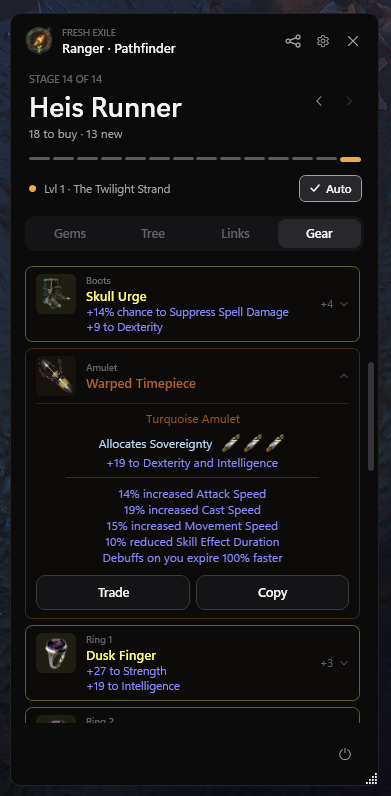 FRESH EXILE
Ranger · Pathfinder
STAGE 14 OF 14
Heis Runner
18 to buy · 13 new
Lvl 1 · The Twilight Strand
Auto
Gems
Tree
Links
Gear
Boots
Skull Urge
+14% chance to Suppress Spell Damage
+9 to Dexterity
+4
Amulet
Warped Timepiece
Turquoise Amulet
Allocates Sovereignty
+19 to Dexterity and Intelligence
14% increased Attack Speed
19% increased Cast Speed
15% increased Movement Speed
10% reduced Skill Effect Duration
Debuffs on you expire 100% faster
Trade
Copy
Ring 1
Dusk Finger
+27 to Strength
+19 to Intelligence
+3
Ring 2